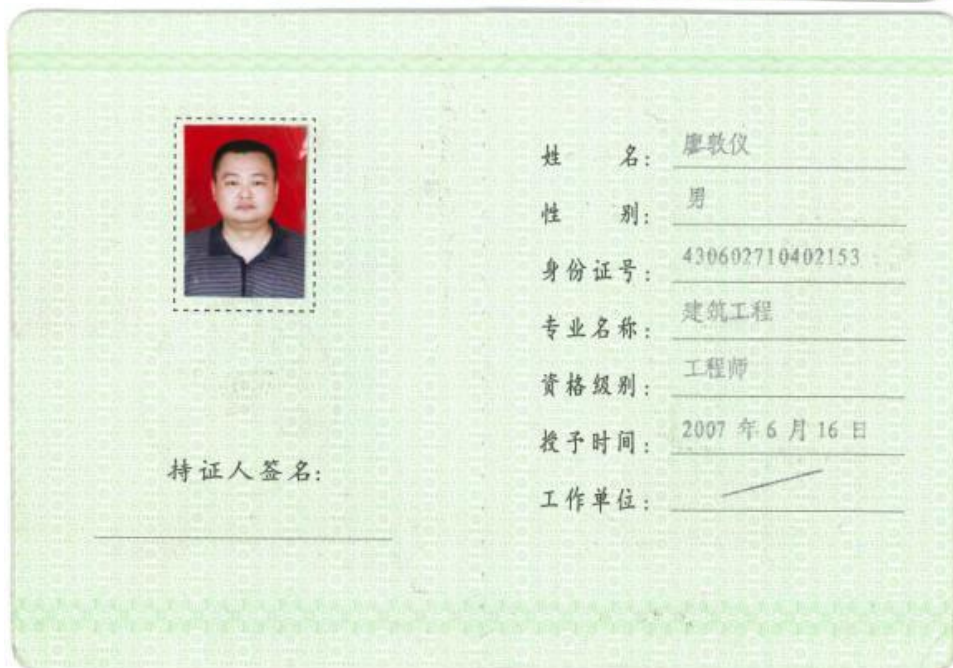 持证人签名：
姓 名： 廖敦仪
性 别： 男
身份证号： 430602710402153
专业名称： 建筑工程
资格级别： 工程师
授予时间： 2007 年 6 月 16 日
工作单位：